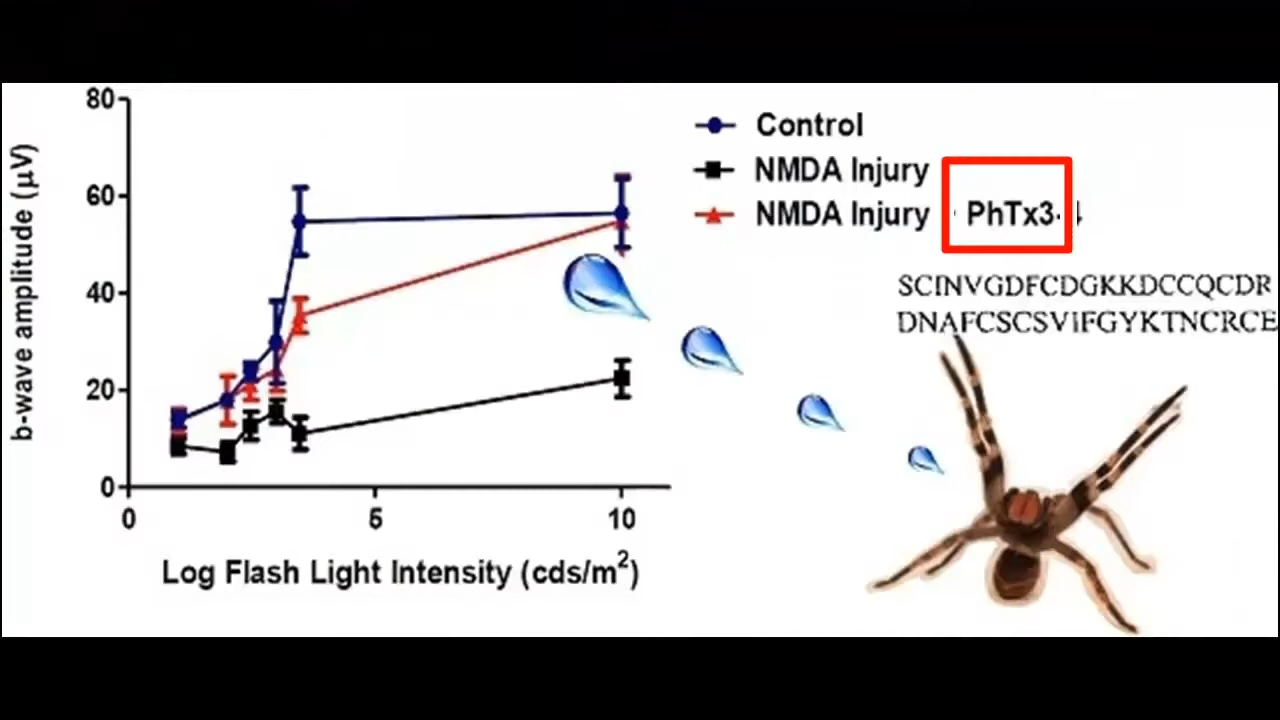 80
60
40
20
0
0 5 10
b-wave amplitude (µV)
Log Flash Light Intensity (cds/m²)
Control
NMDA Injury
NMDA Injury PhTx3-4
SCINVGDFCDGKKDCCQCDR
DNAFCSCSVIFGYKTNCRCE